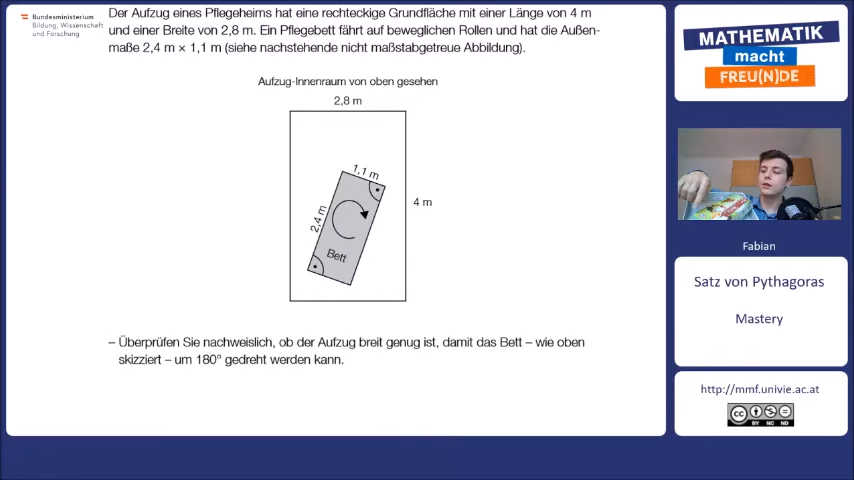 Bundesministerium
Bildung, Wissenschaft
und Forschung
Der Aufzug eines Pflegeheims hat eine rechteckige Grundfläche mit einer Länge von 4 m
und einer Breite von 2,8 m. Ein Pflegebett fährt auf beweglichen Rollen und hat die Außen-
maße 2,4 m × 1,1 m (siehe nachstehende nicht maßstabgetreue Abbildung).
Aufzug-Innenraum von oben gesehen
2,8 m
1,1 m
2,4 m
4 m
Bett
– Überprüfen Sie nachweislich, ob der Aufzug breit genug ist, damit das Bett – wie oben
skizziert – um 180° gedreht werden kann.
MATHEMATIK
macht
FREU(N)DE
Fabian
Satz von Pythagoras
Mastery
http://mmf.univie.ac.at
cc
BY NC ND